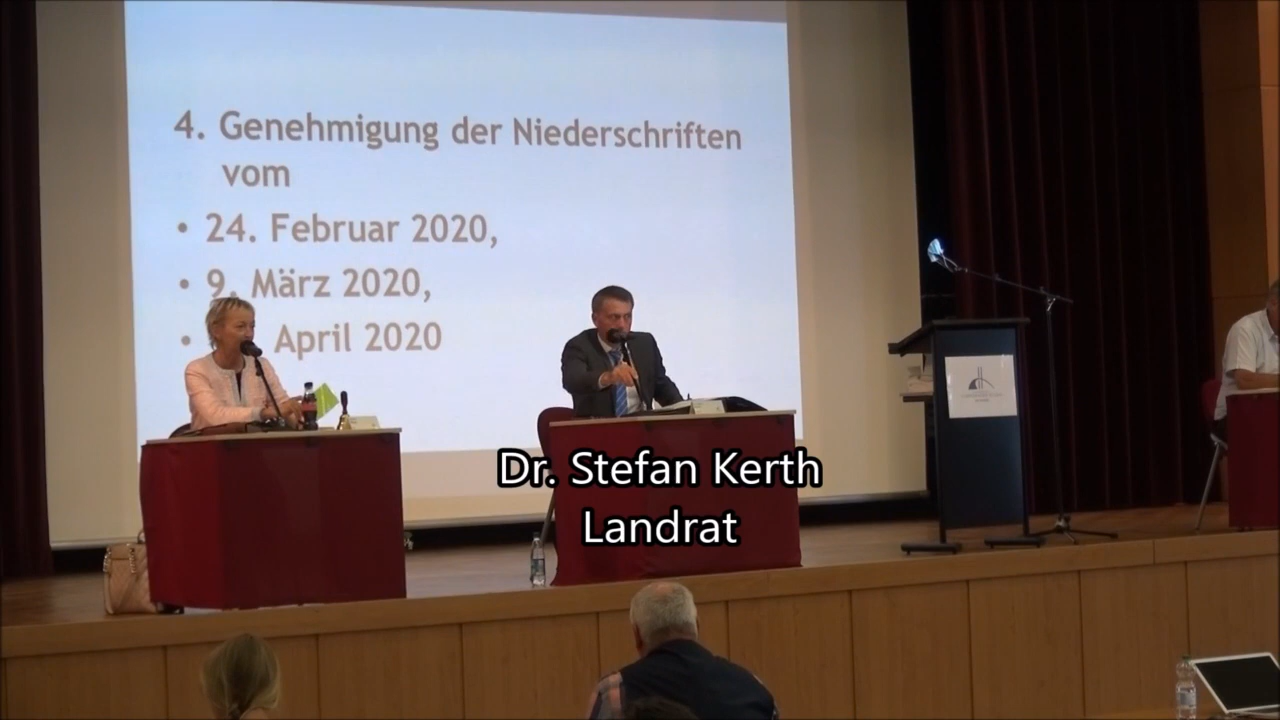 4. Genehmigung der Niederschriften
vom
• 24. Februar 2020,
• 9. März 2020,
• April 2020
Dr. Stefan Kerth
Landrat